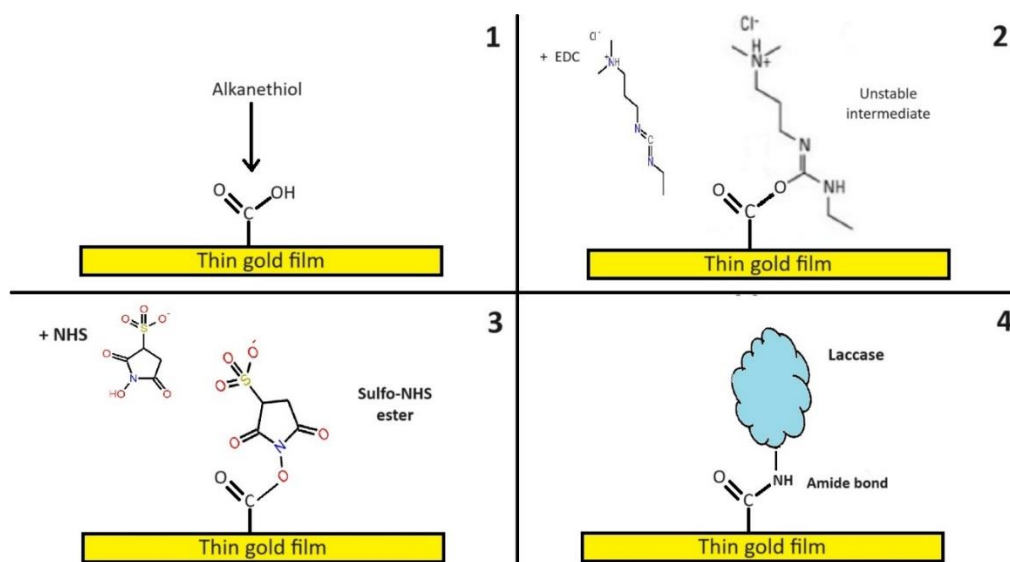 1
Alkanethiol
O
OH
C
Thin gold film
2
+ EDC
Cl⁻
NH
+
N
C
N
Cl⁻
H
N+
Unstable
intermediate
N
O
O
NH
C
Thin gold film
3
+ NHS
O
O
S
O⁻
O
N
O
HO
O
O⁻
S
O
Sulfo-NHS
ester
O
O
N
O
O
C
Thin gold film
4
Laccase
O
NH
Amide bond
C
Thin gold film